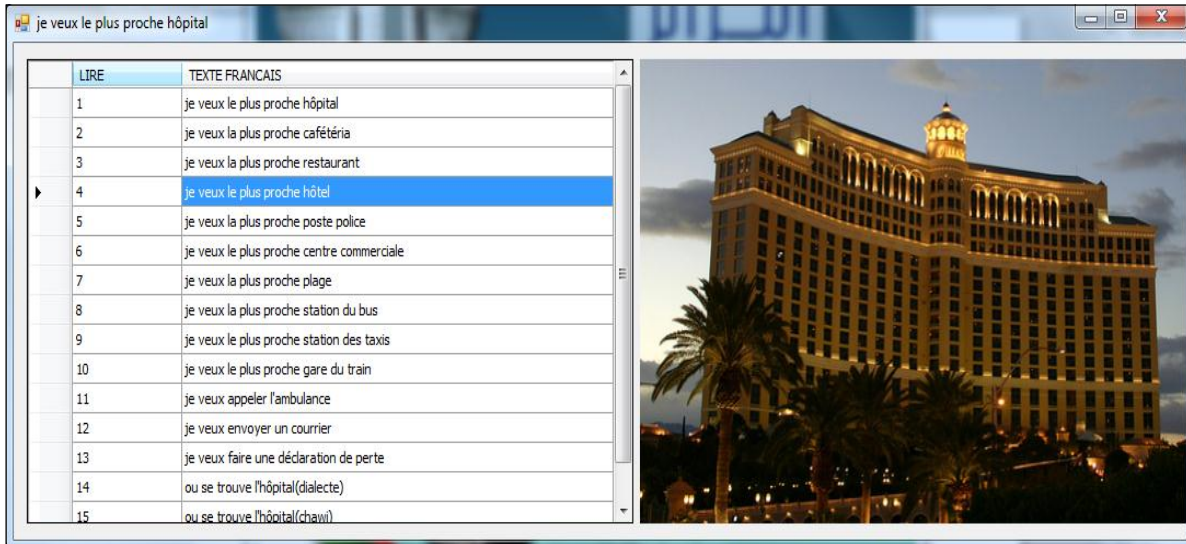 je veux le plus proche hôpital
LIRE TEXTE FRANCAIS
1 je veux le plus proche hôpital
2 je veux la plus proche cafétéria
3 je veux la plus proche restaurant
4 je veux le plus proche hôtel
5 je veux la plus proche poste police
6 je veux le plus proche centre commerciale
7 je veux la plus proche plage
8 je veux la plus proche station du bus
9 je veux le plus proche station des taxis
10 je veux le plus proche gare du train
11 je veux appeler l'ambulance
12 je veux envoyer un courrier
13 je veux faire une déclaration de perte
14 ou se trouve l'hôpital(dialecte)
15 ou se trouve l'hôpital(chawi)